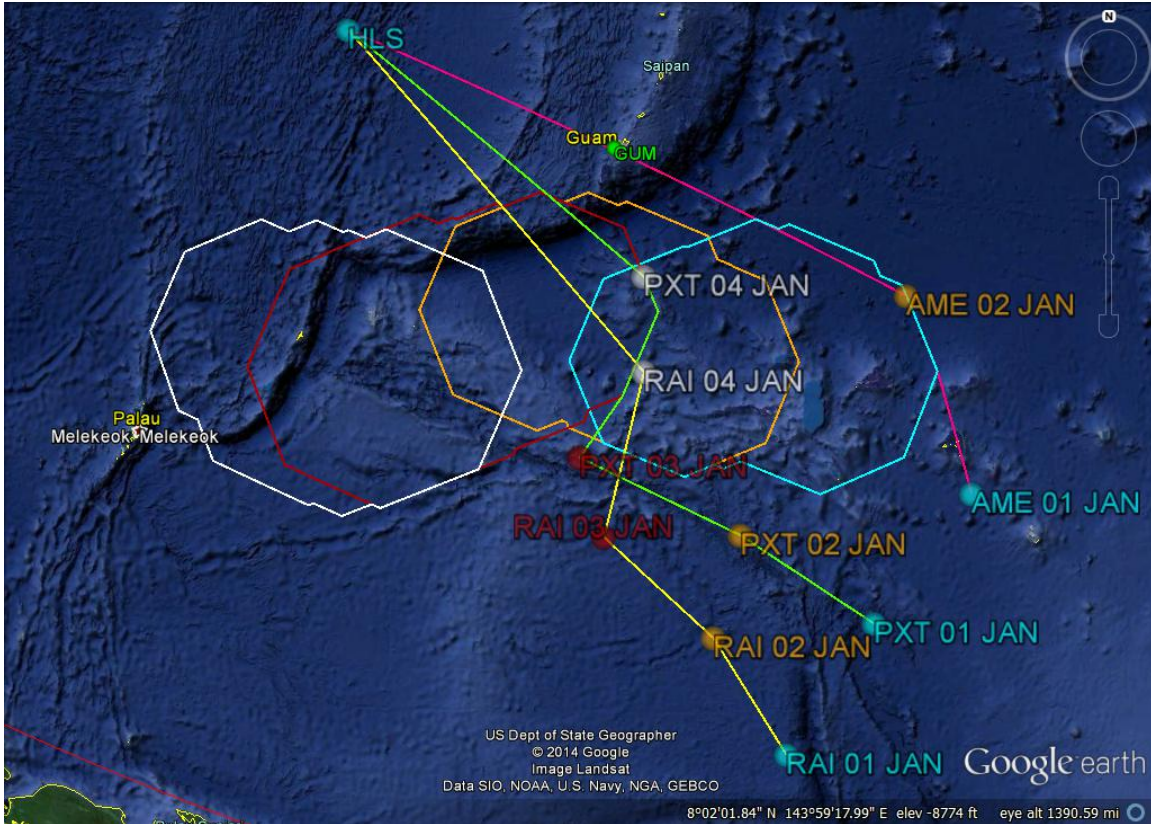 N
HLS
Saipan
Guam
GUM
PXT 04 JAN
AME 02 JAN
RAI 04 JAN
Palau
Melekeok Melekeok
PXT 03 JAN
AME 01 JAN
RAI 03 JAN
PXT 02 JAN
PXT 01 JAN
RAI 02 JAN
US Dept of State Geographer
© 2014 Google
Image Landsat
Data SIO, NOAA, U.S. Navy, NGA, GEBCO
RAI 01 JAN
Google earth
8°02'01.84" N 143°59'17.99" E elev -8774 ft eye alt 1390.59 mi